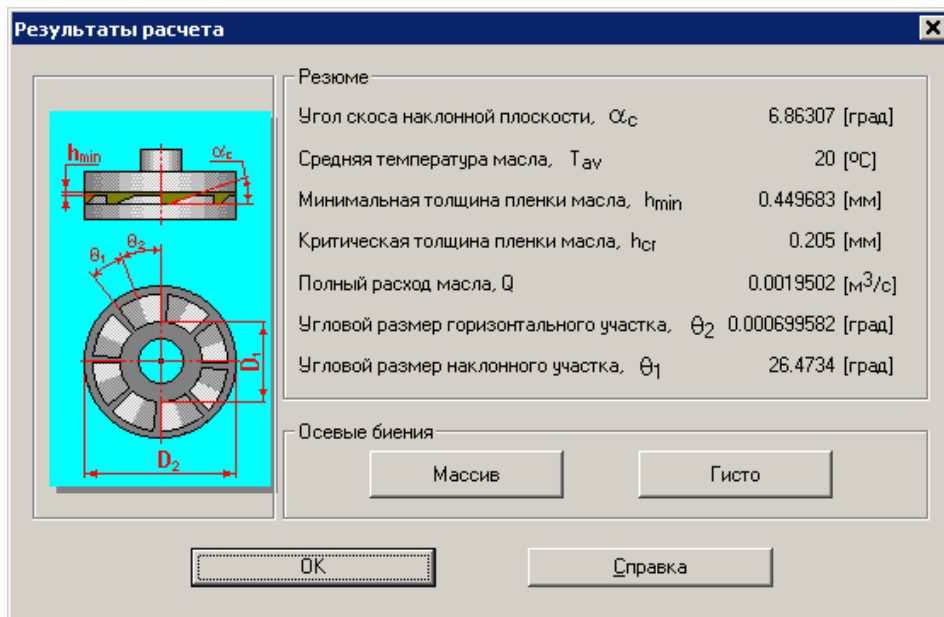 Результаты расчета
Резюме
Угол скоса наклонной плоскости, αc 6.86307 [град]
Средняя температура масла, Tav 20 [ºC]
Минимальная толщина пленки масла, hmin 0.449683 [мм]
Критическая толщина пленки масла, hcr 0.205 [мм]
Полный расход масла, Q 0.0019502 [м3/с]
Угловой размер горизонтального участка, θ2 0.000699582 [град]
Угловой размер наклонного участка, θ1 26.4734 [град]
hmin αc
θ1 θ2
D1
D2
Осевые биения
Массив Гисто
OK Справка